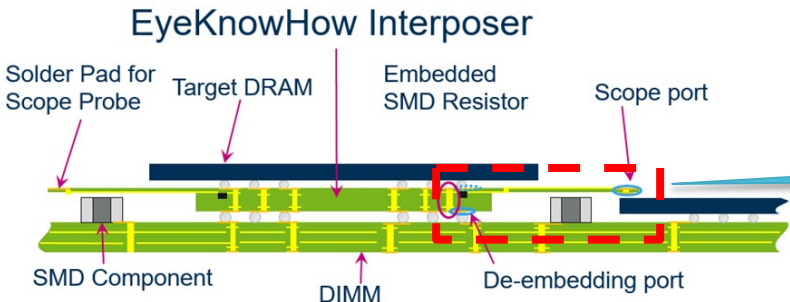 EyeKnowHow Interposer
Solder Pad for
Scope Probe
Target DRAM
Embedded
SMD Resistor
Scope port
SMD Component
DIMM
De-embedding port